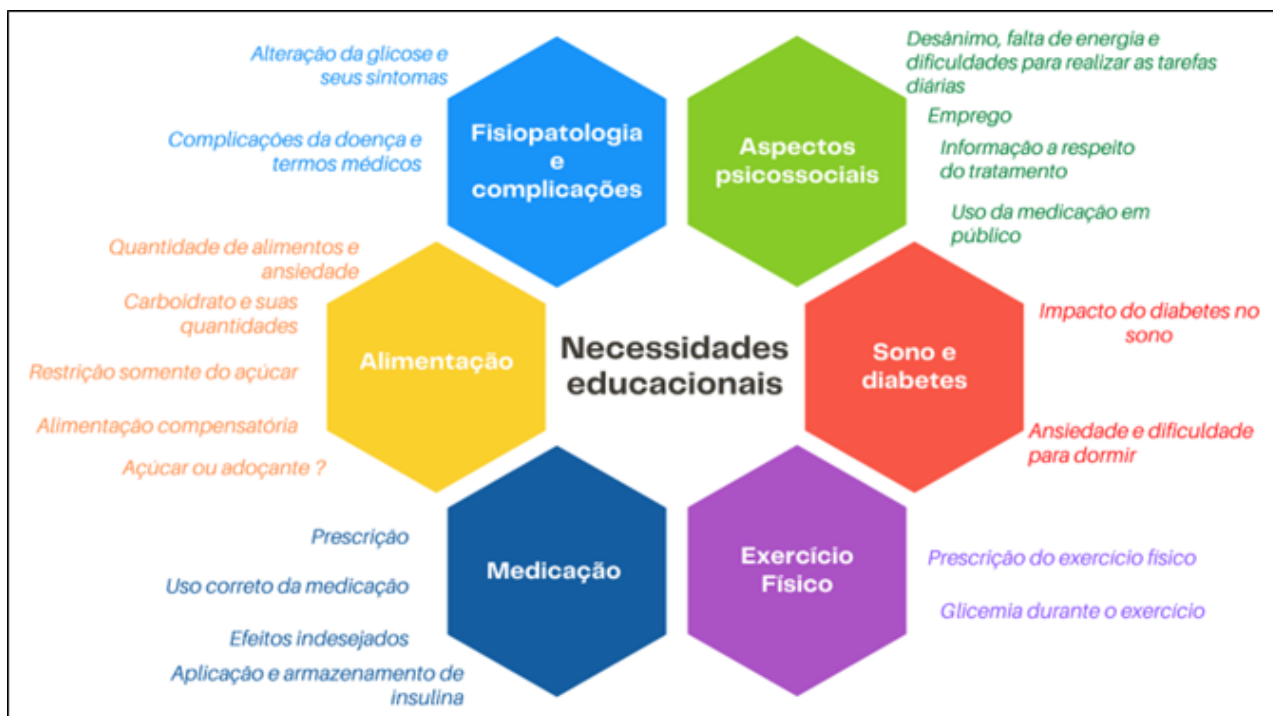 Alteração da glicose e
seus sintomas
Complicações da doença e
termos médicos
Fisiopatologia
e
complicações
Aspectos
psicossociais
Desânimo, falta de energia e
dificuldades para realizar as tarefas
diárias
Emprego
Informação a respeito
do tratamento
Uso da medicação em
público
Quantidade de alimentos e
ansiedade
Carboidrato e suas
quantidades
Restrição somente do açúcar
Alimentação compensatória
Açúcar ou adoçante ?
Alimentação
Necessidades
educacionais
Sono e
diabetes
Impacto do diabetes no
sono
Ansiedade e dificuldade
para dormir
Prescrição
Uso correto da medicação
Efeitos indesejados
Aplicação e armazenamento de
insulina
Medicação
Exercício
Físico
Prescrição do exercício físico
Glicemia durante o exercício